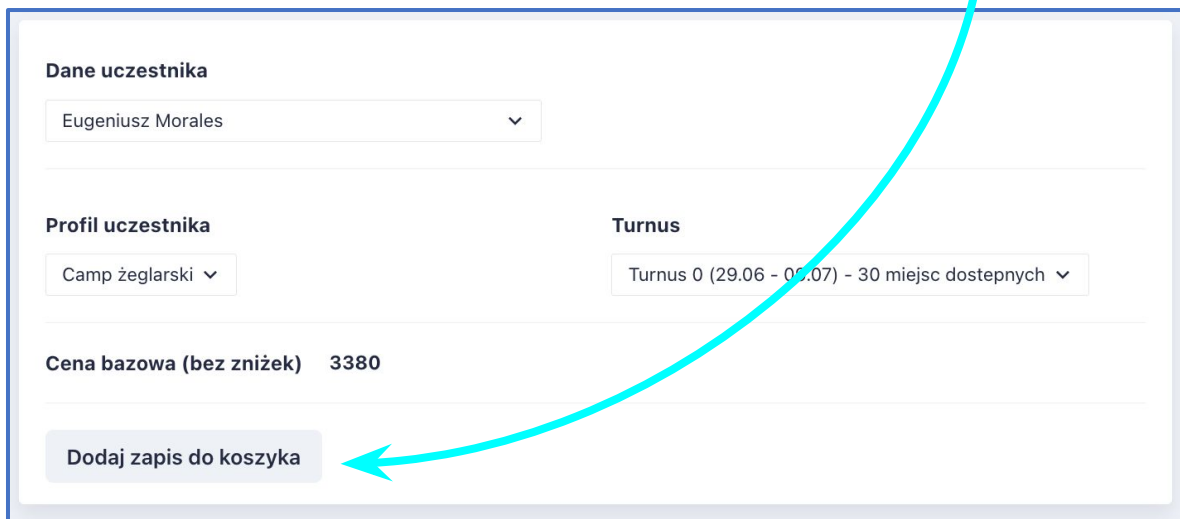 Dane uczestnika
Eugeniusz Morales
Profil uczestnika
Camp żeglarski
Turnus
Turnus 0 (29.06 - .07) - 30 miejsc dostepnych
Cena bazowa (bez zniżek) 3380
Dodaj zapis do koszyka